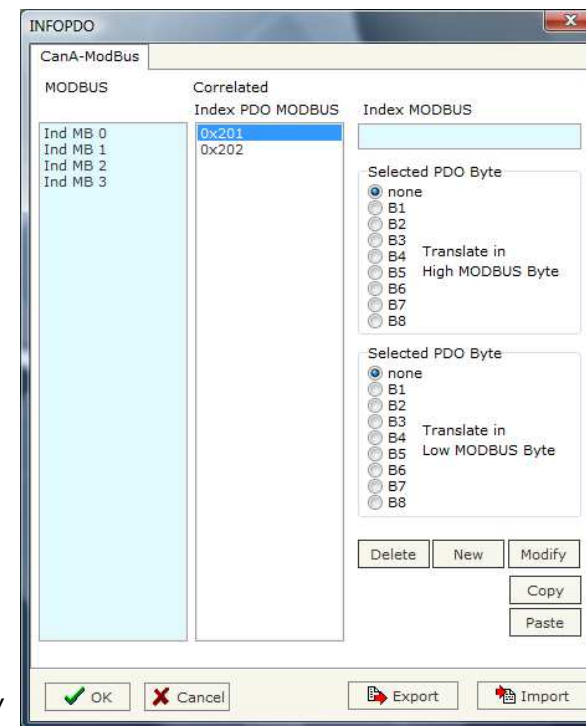 INFOPDO
CanA-ModBus
MODBUS
Correlated
Index PDO MODBUS
Index MODBUS
Ind MB 0
Ind MB 1
Ind MB 2
Ind MB 3
0x201
0x202
Selected PDO Byte
none
B1
B2
B3
B4
B5
B6
B7
B8
Translate in
High MODBUS Byte
Selected PDO Byte
none
B1
B2
B3
B4
B5
B6
B7
B8
Translate in
Low MODBUS Byte
Delete
New
Modify
Copy
Paste
OK
Cancel
Export
Import